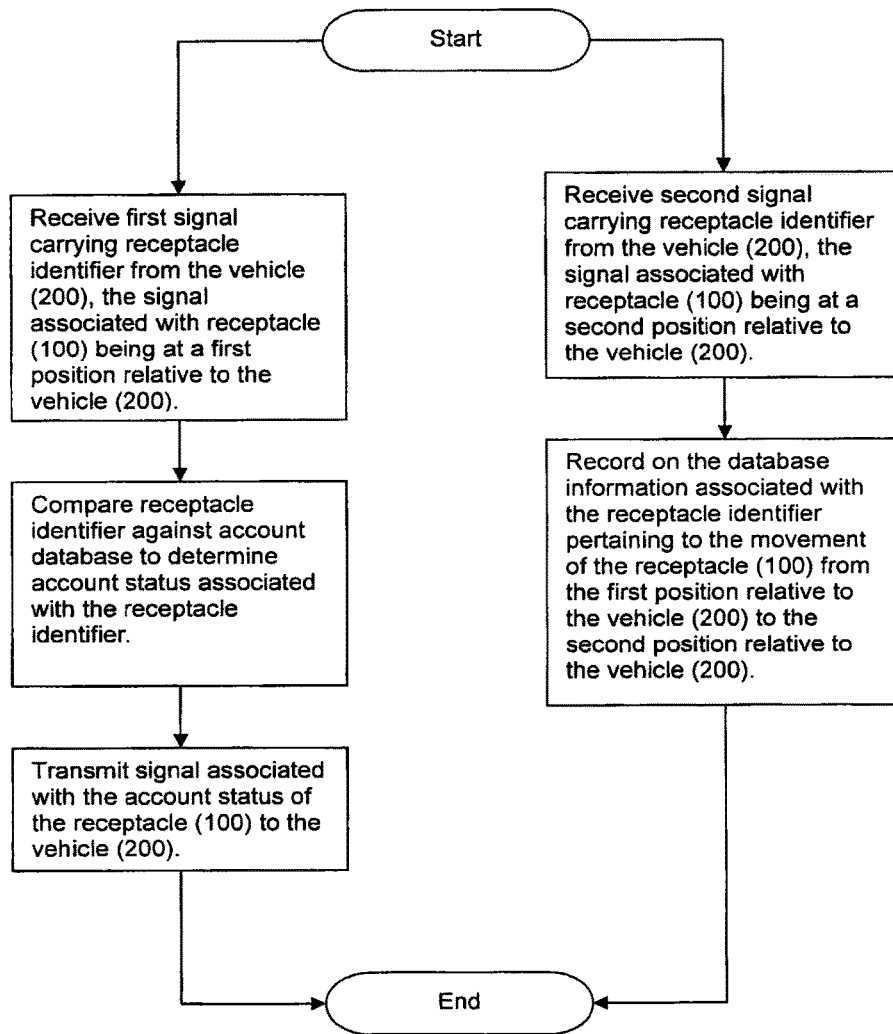 Start
Receive first signal
carrying receptacle
identifier from the vehicle
(200), the signal
associated with receptacle
(100) being at a first
position relative to the
vehicle (200).
Compare receptacle
identifier against account
database to determine
account status associated
with the receptacle
identifier.
Transmit signal associated
with the account status of
the receptacle (100) to the
vehicle (200).
Receive second signal
carrying receptacle identifier
from the vehicle (200), the
signal associated with
receptacle (100) being at a
second position relative to
the vehicle (200).
Record on the database
information associated with
the receptacle identifier
pertaining to the movement
of the receptacle (100) from
the first position relative to
the vehicle (200) to the
second position relative to
the vehicle (200).
End